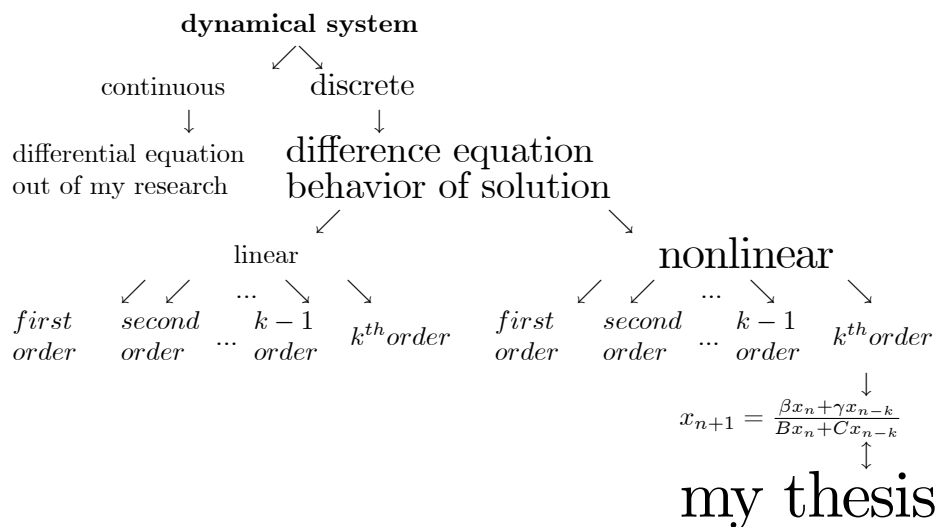 dynamical system
continuous discrete
differential equation
out of my research
difference equation
behavior of solution
linear nonlinear
... ...
first second k − 1 first second k − 1
order order ... order k^{th}order order order ... order k^{th}order
x_{n+1} = \frac{βx_n+γx_{n−k}}{Bx_n+Cx_{n−k}}
my thesis